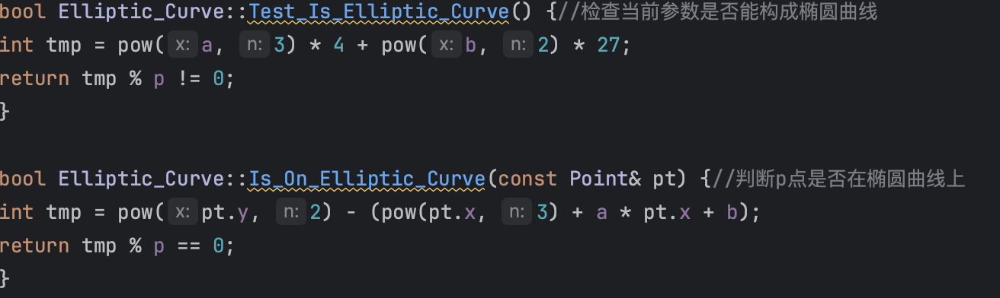 bool Elliptic_Curve::Test_Is_Elliptic_Curve() {//检查当前参数是否能构成椭圆曲线
int tmp = pow( x: a, n: 3) * 4 + pow( x: b, n: 2) * 27;
return tmp % p != 0;
}
bool Elliptic_Curve::Is_On_Elliptic_Curve(const Point& pt) {//判断p点是否在椭圆曲线上
int tmp = pow( x: pt.y, n: 2) - (pow(pt.x, n: 3) + a * pt.x + b);
return tmp % p == 0;
}